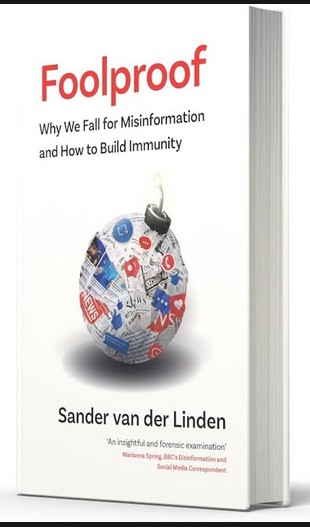 Foolproof
Why We Fall for Misinformation
and How to Build Immunity
NEWS
Sander van der Linden
'An insightful and forensic examination'
Marianna Spring, BBC's Disinformation and
Social Media Correspondent